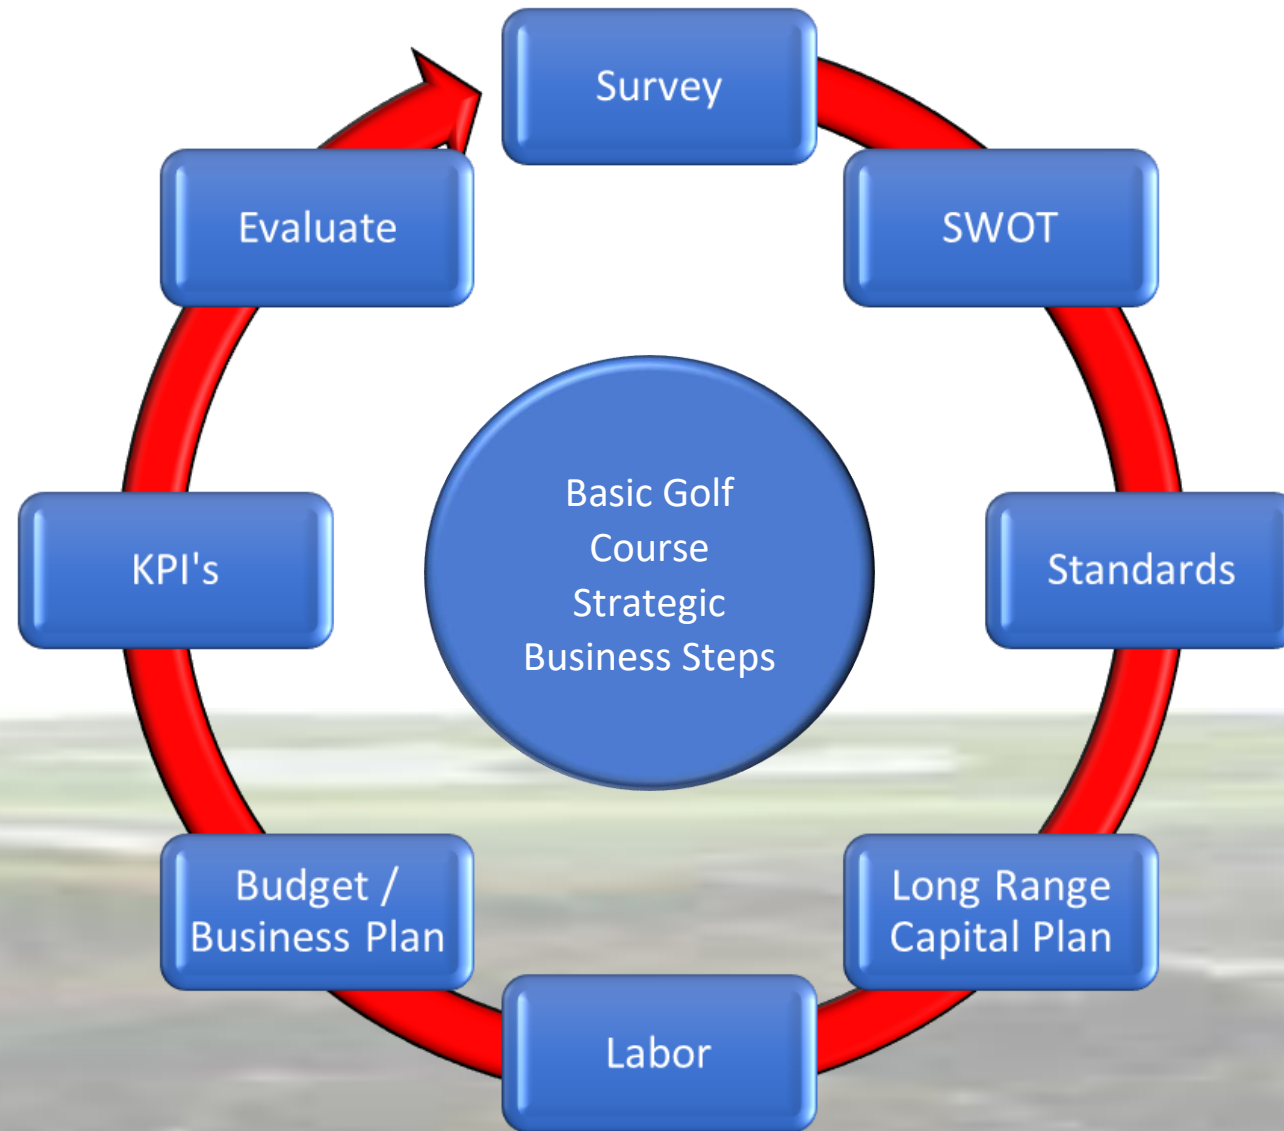 Survey
SWOT
Standards
Long Range
Capital Plan
Labor
Budget /
Business Plan
KPI's
Evaluate
Basic Golf
Course
Strategic
Business Steps